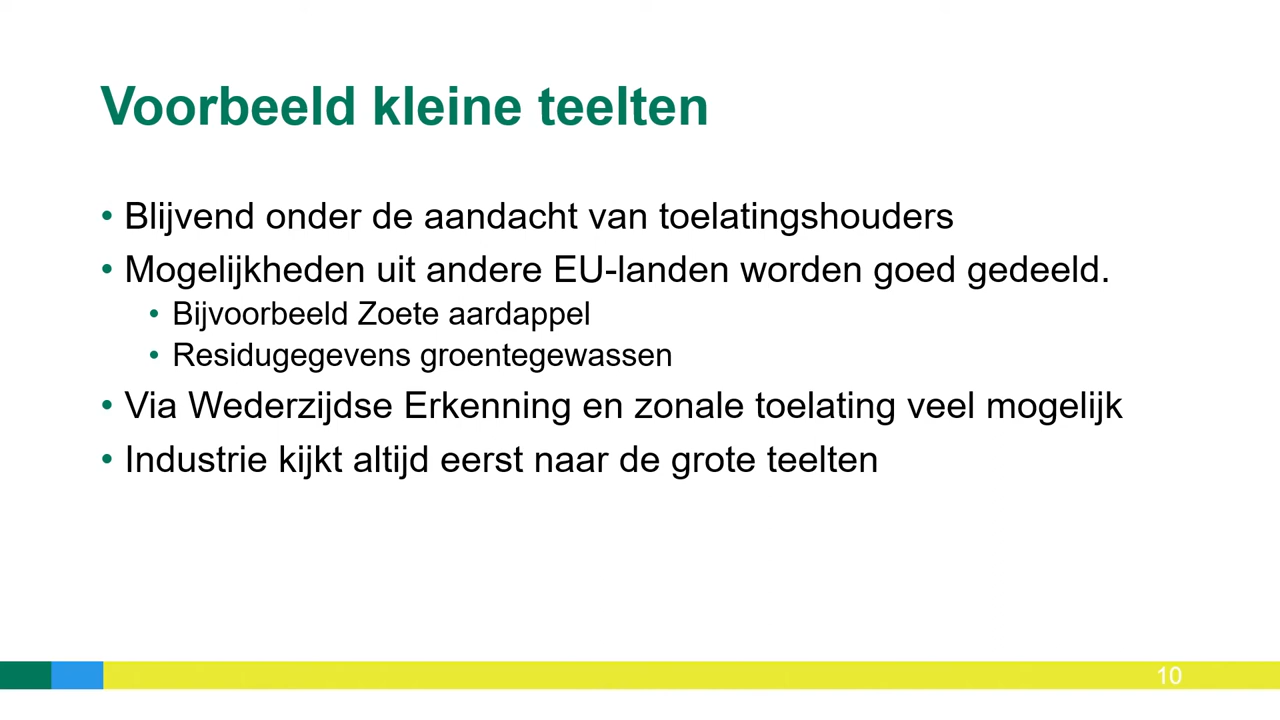 Voorbeeld kleine teelten
• Blijvend onder de aandacht van toelatingshouders
• Mogelijkheden uit andere EU-landen worden goed gedeeld.
• Bijvoorbeeld Zoete aardappel
• Residugegevens groentegewassen
• Via Wederzijdse Erkenning en zonale toelating veel mogelijk
• Industrie kijkt altijd eerst naar de grote teelten
10